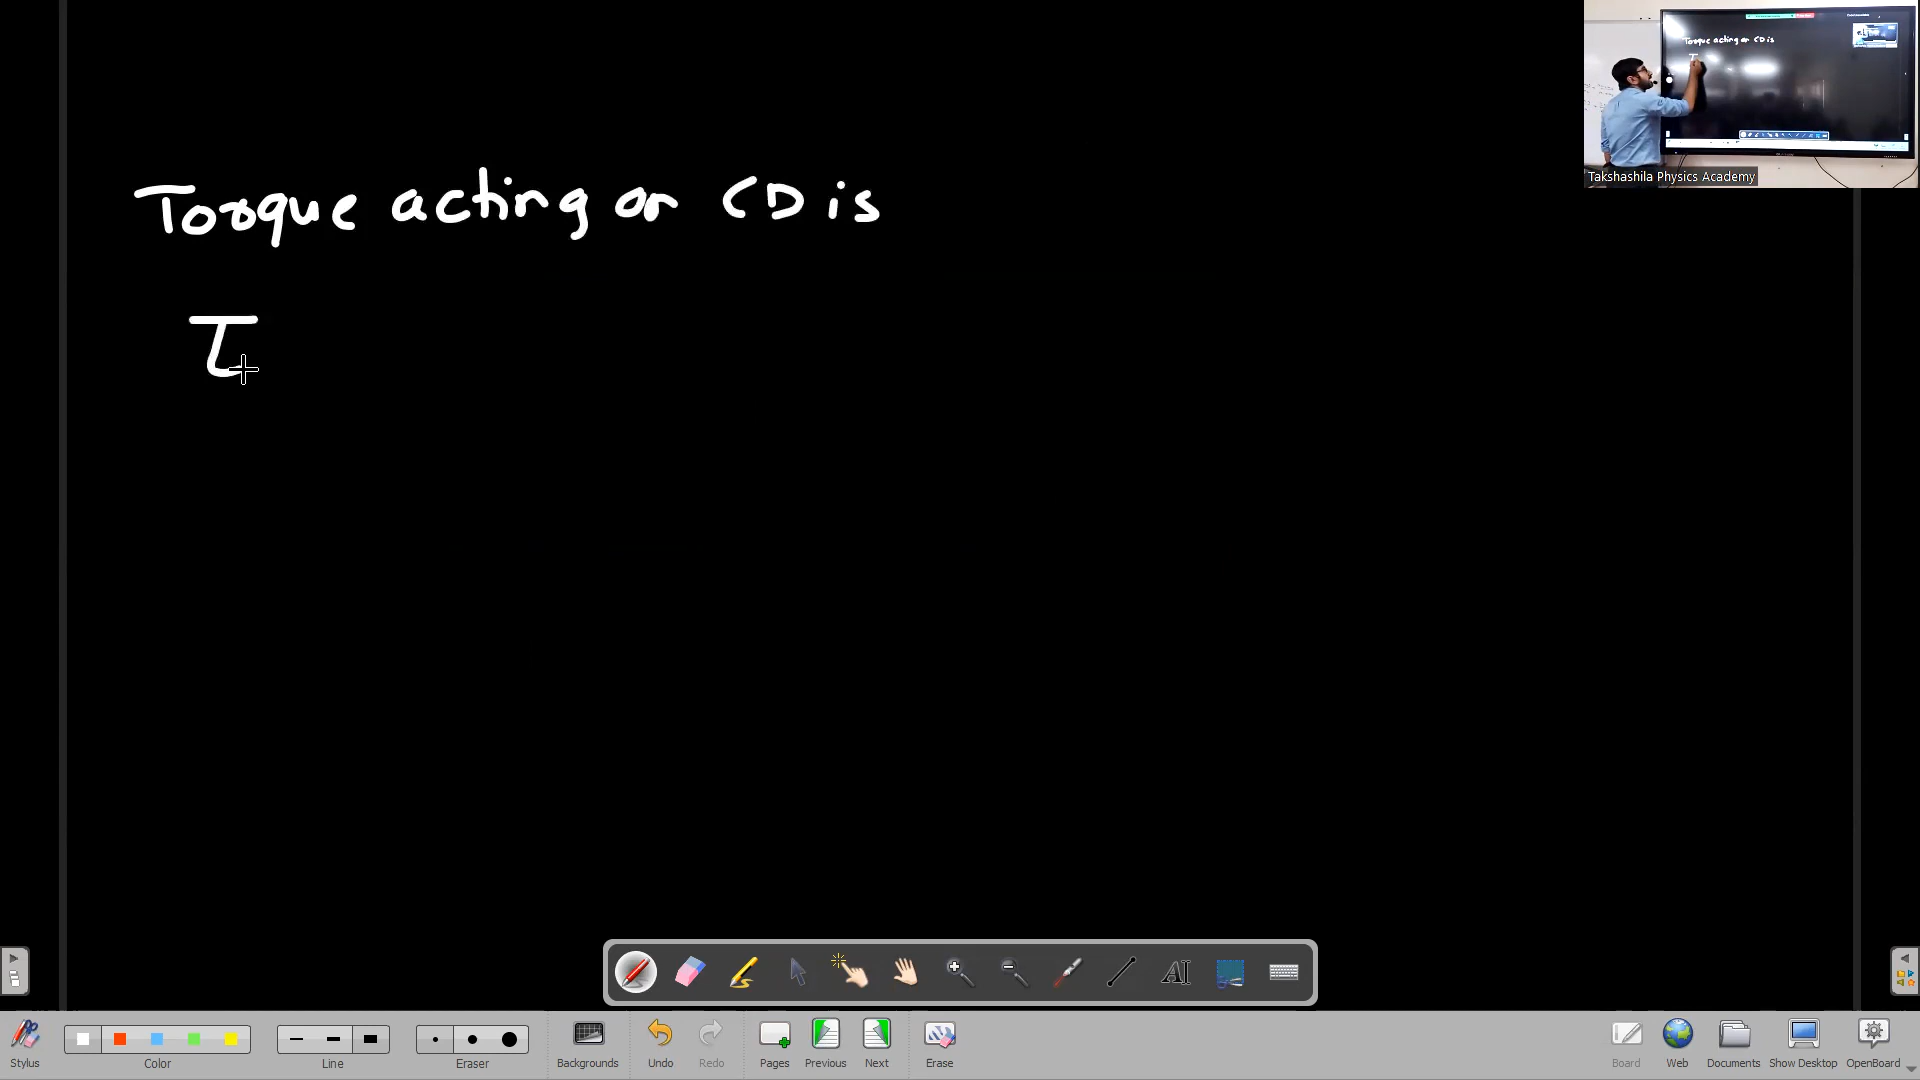 Torque acting on CD is
τ
Takshashila Physics Academy
Stylus
Color
Line
Eraser
Backgrounds
Undo
Redo
Pages
Previous
Next
Erase
Board
Web
Documents
Show Desktop
OpenBoard